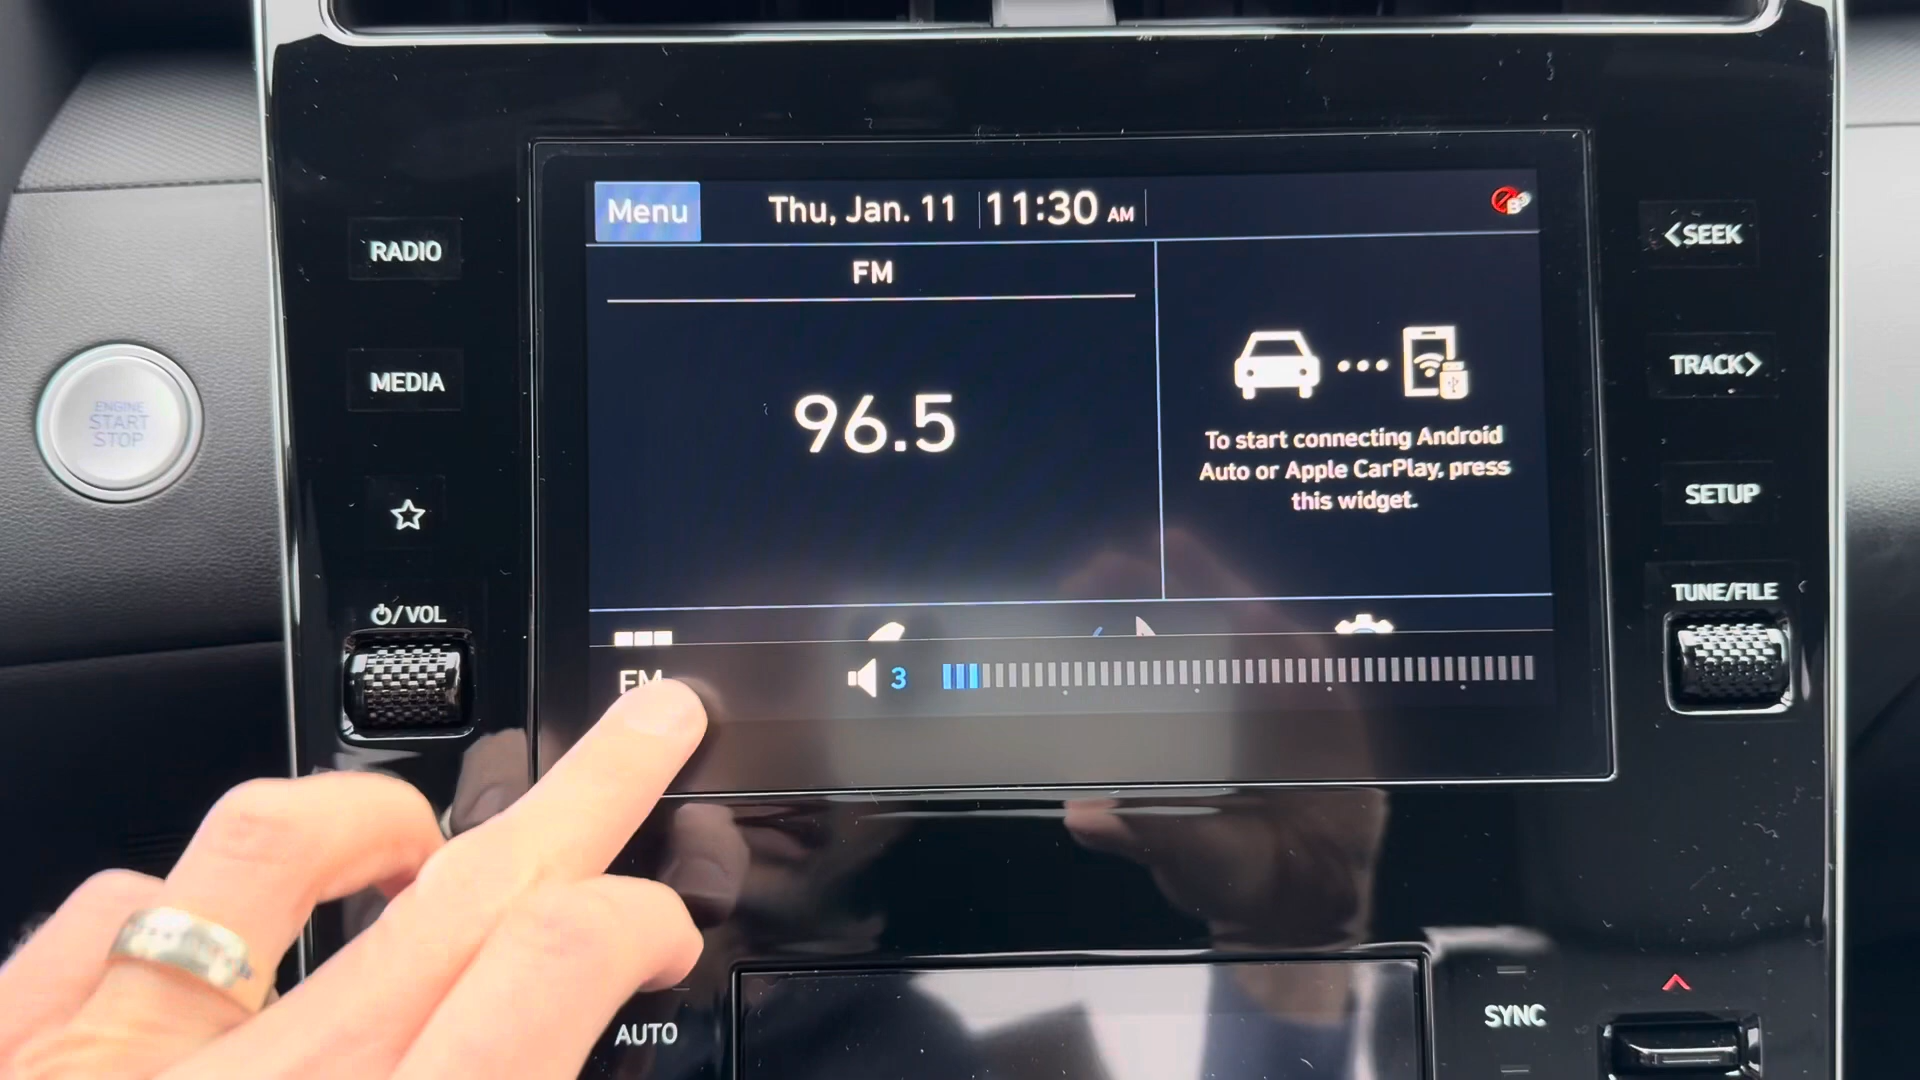 Menu
Thu, Jan. 11
11:30 AM
RADIO
FM
<SEEK
MEDIA
96.5
TRACK>
ENGINE
START
STOP
To start connecting Android
Auto or Apple CarPlay, press
this widget.
SETUP
/VOL
TUNE/FILE
FM
3
AUTO
SYNC